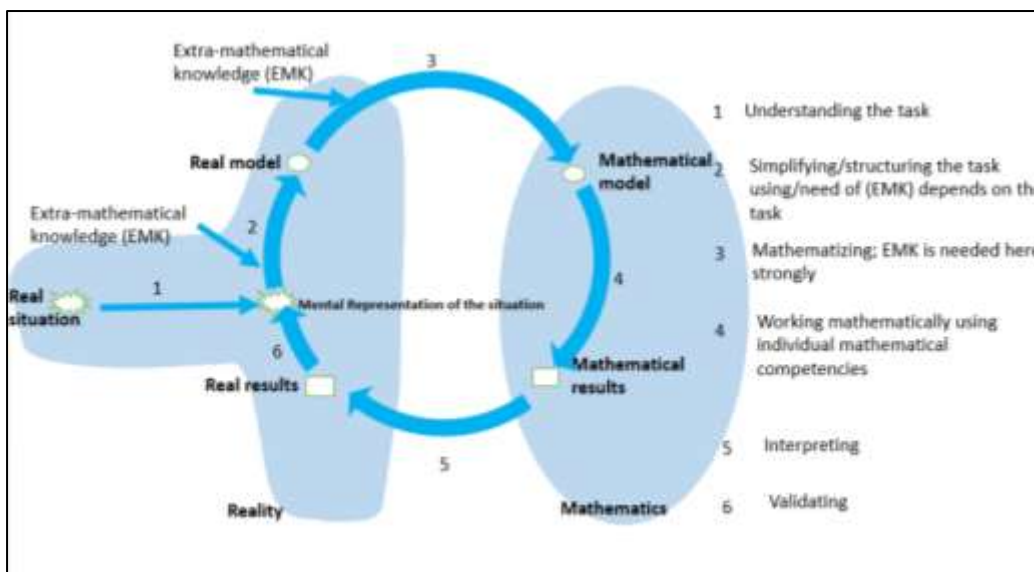 Extra-mathematical
knowledge (EMK)
3
Real model
Mathematical
model
Extra-mathematical
knowledge (EMK)
2
Real
situation
1
Mental Representation of the situation
4
6
Real results
Mathematical
results
5
Reality
Mathematics
1 Understanding the task
2 Simplifying/structuring the task
using/need of (EMK) depends on the
task
3 Mathematizing; EMK is needed here
strongly
4 Working mathematically using
individual mathematical
competencies
5 Interpreting
6 Validating